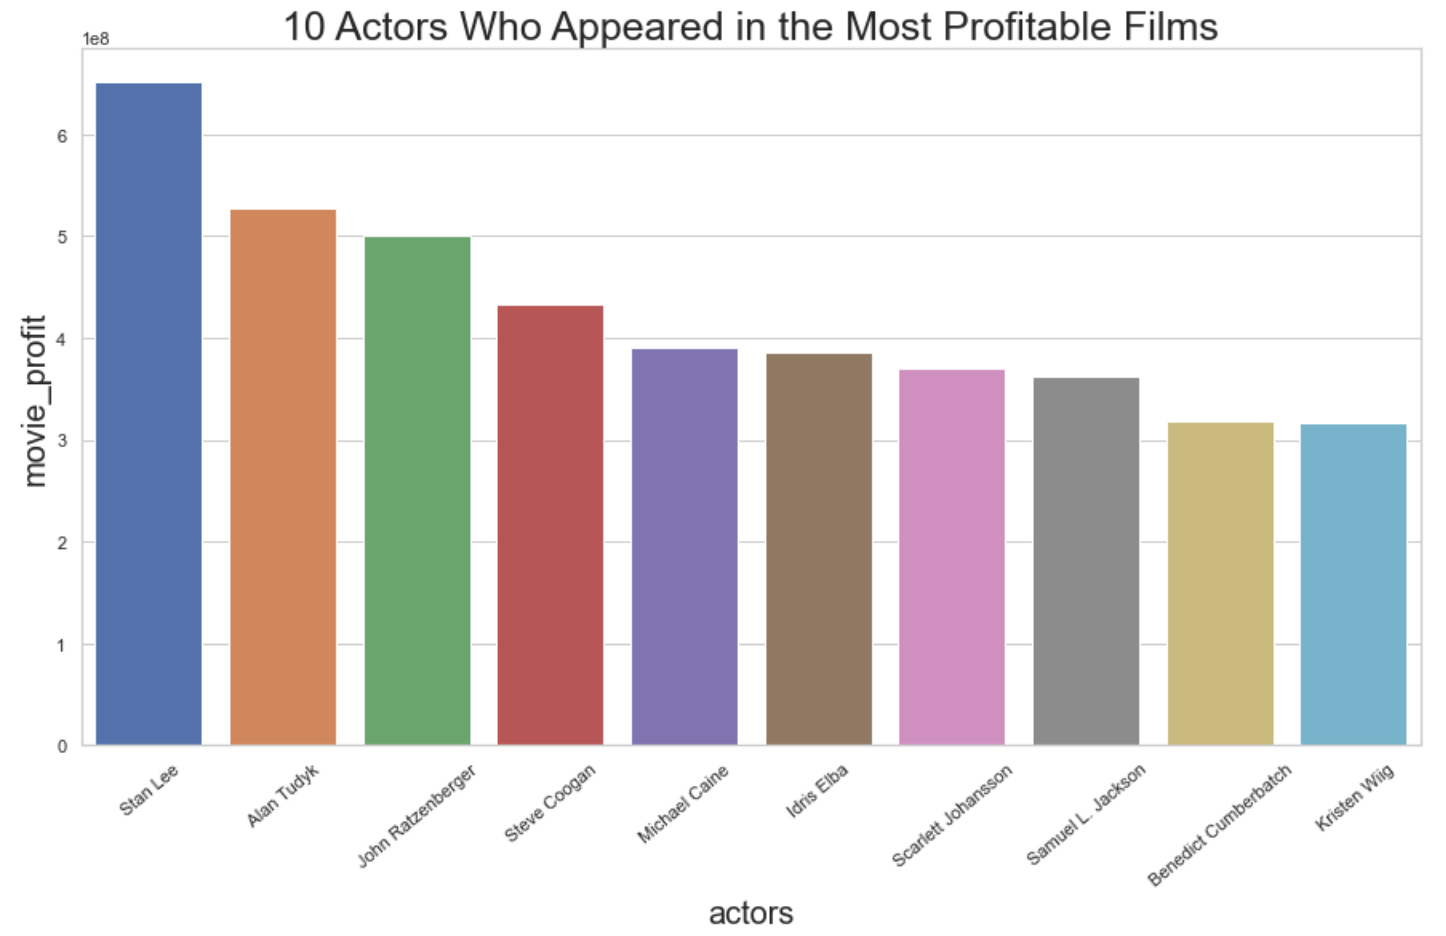 10 Actors Who Appeared in the Most Profitable Films
1e8
6
5
4
3
2
1
0
movie_profit
Stan Lee
Alan Tudyk
John Ratzenberger
Steve Coogan
Michael Caine
Idris Elba
Scarlett Johansson
Samuel L. Jackson
Benedict Cumberbatch
Kristen Wiig
actors